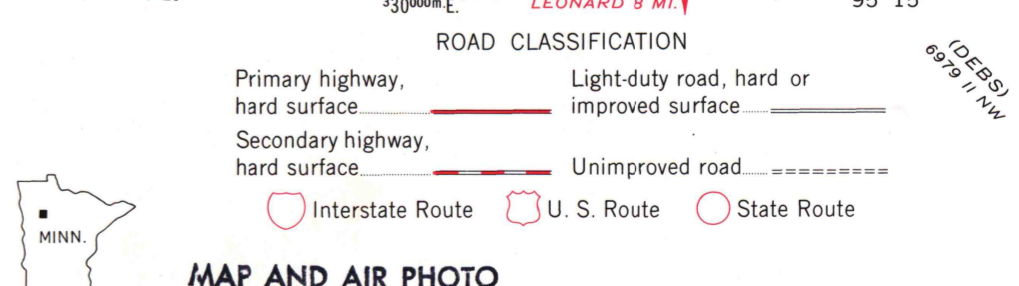 ³30⁰⁰⁰ᵐ·E.
LEONARD 8 MI.
95°15'
ROAD CLASSIFICATION
(DEBS)
6979 II NW
Primary highway,
hard surface
Light-duty road, hard or
improved surface
Secondary highway,
hard surface
Unimproved road
Interstate Route
U. S. Route
State Route
MINN.
MAP AND AIR PHOTO